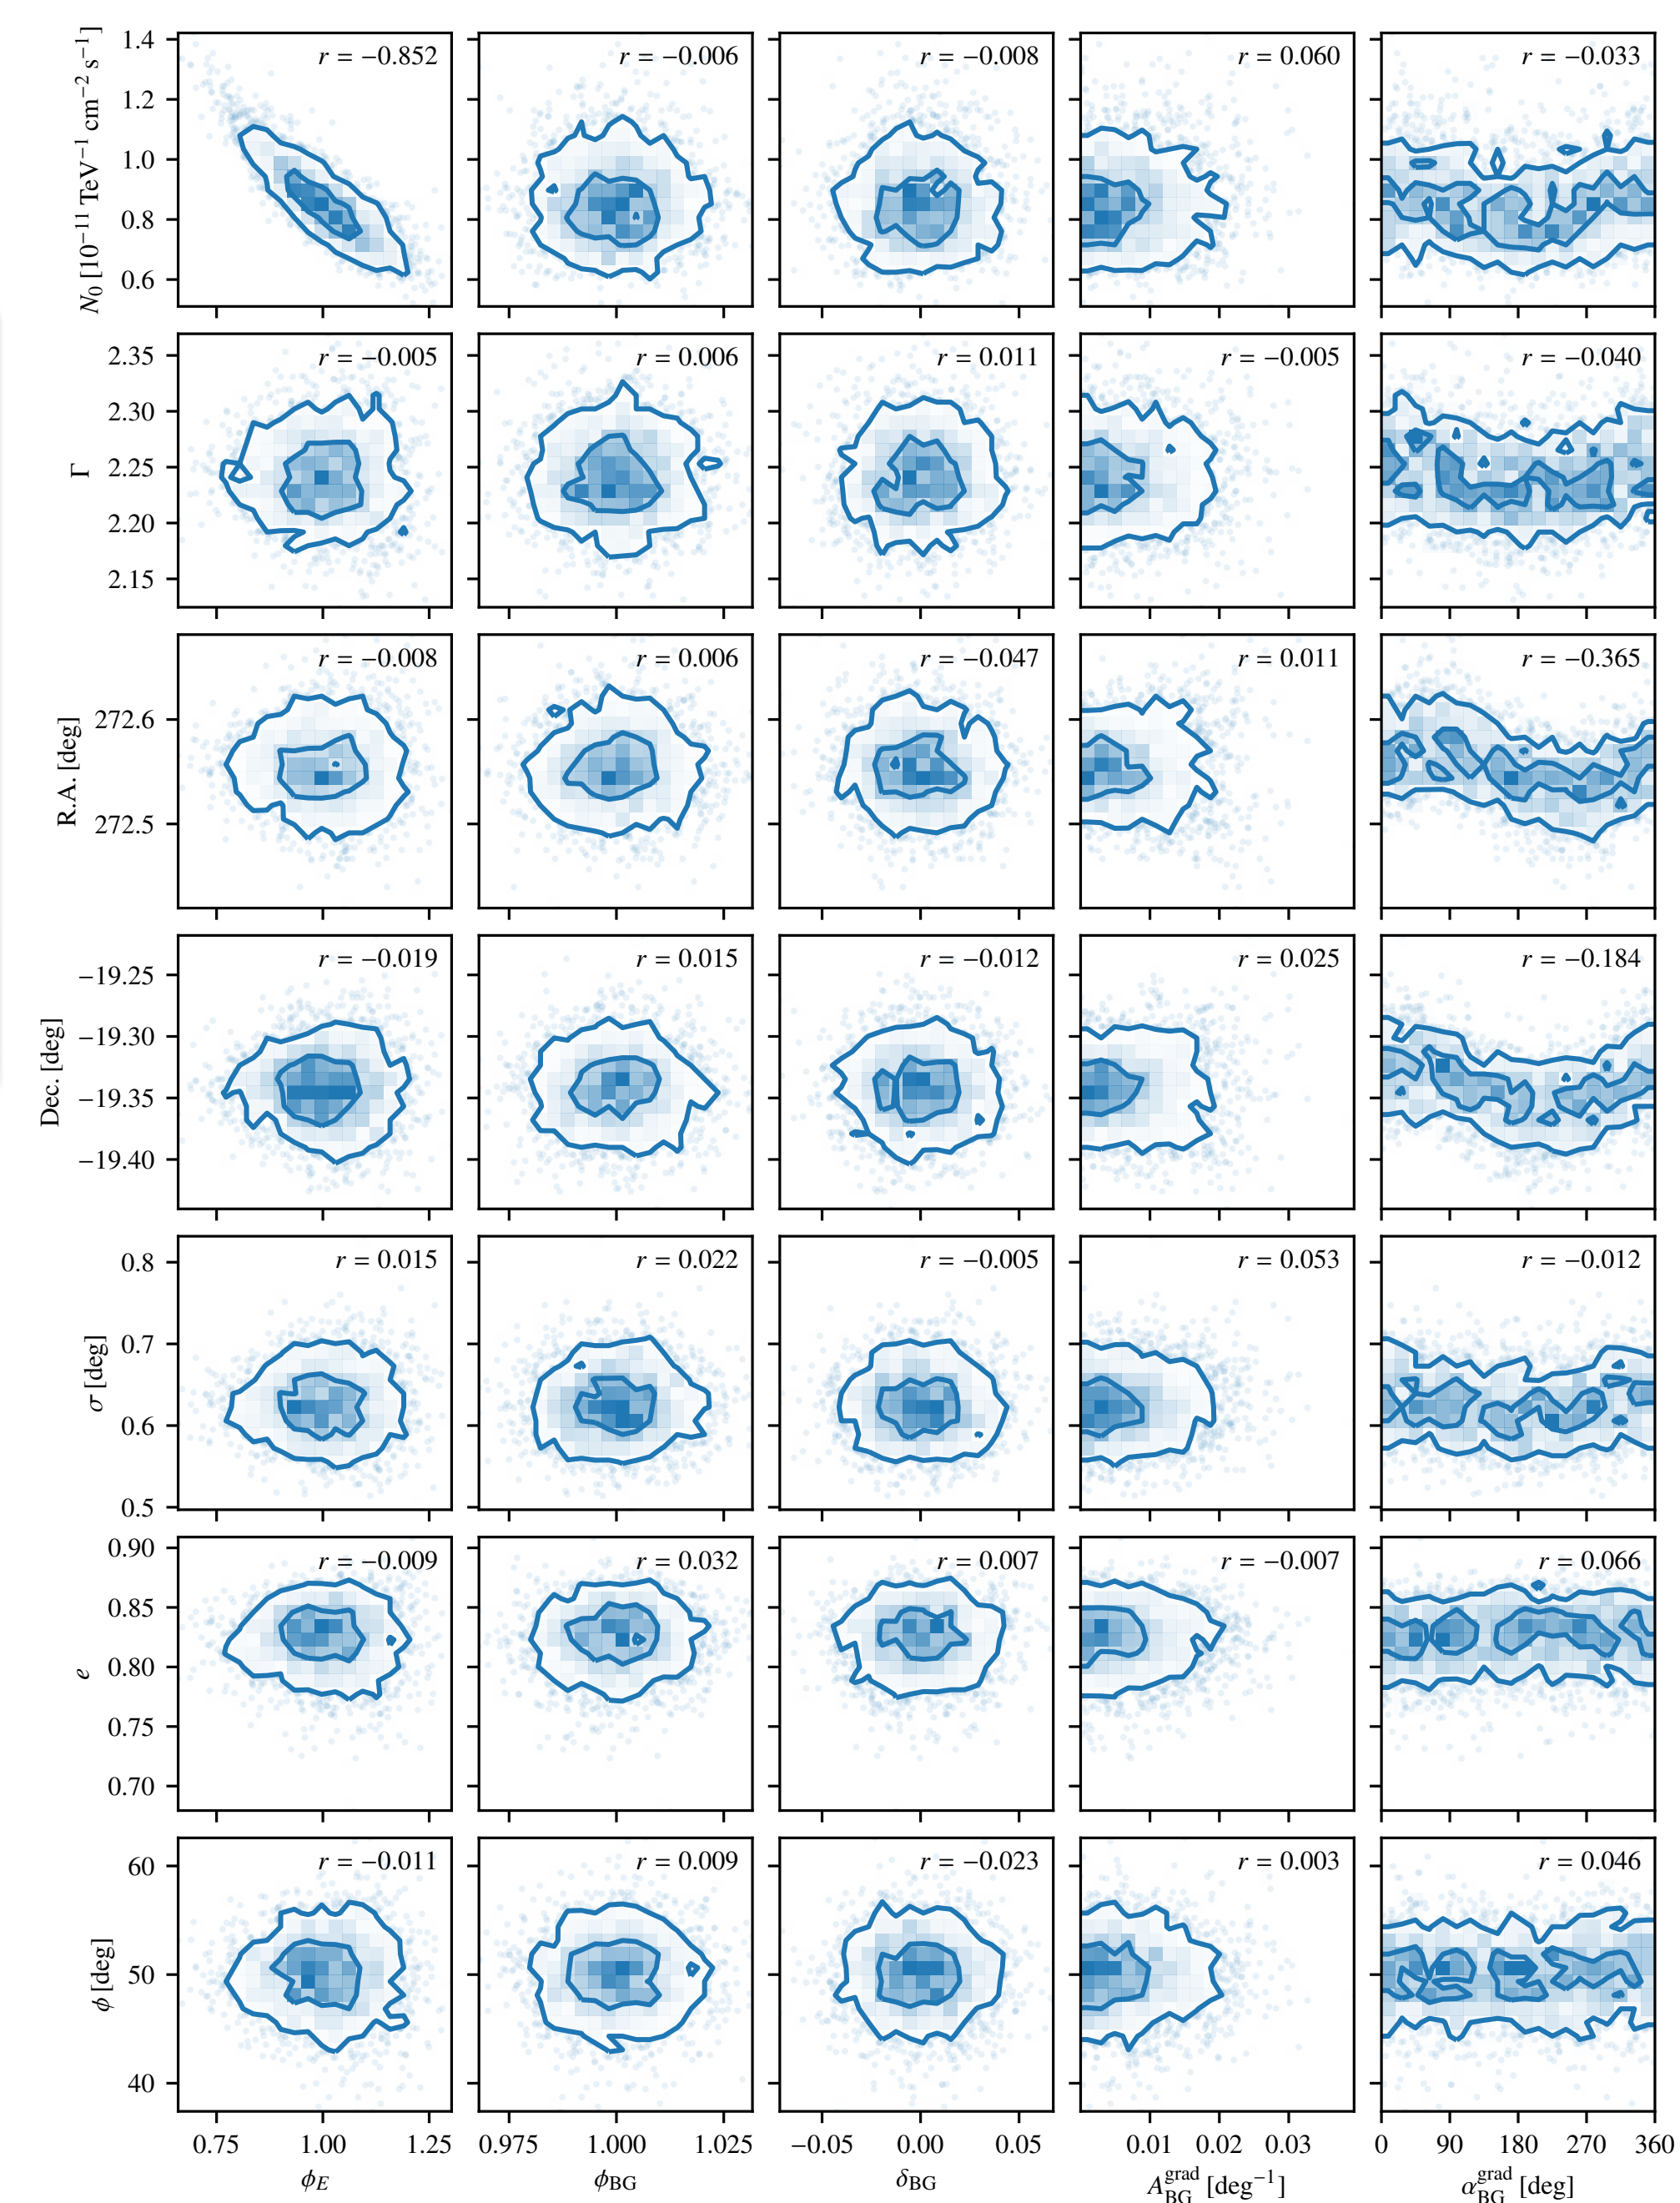 N₀ [10⁻¹¹ TeV⁻¹ cm⁻² s⁻¹]
1.4
1.2
1.0
0.8
0.6
r = −0.852
r = −0.006
r = −0.008
r = 0.060
r = −0.033
Γ
2.35
2.30
2.25
2.20
2.15
r = −0.005
r = 0.006
r = 0.011
r = −0.005
r = −0.040
R.A. [deg]
272.6
272.5
r = −0.008
r = 0.006
r = −0.047
r = 0.011
r = −0.365
Dec. [deg]
−19.25
−19.30
−19.35
−19.40
r = −0.019
r = 0.015
r = −0.012
r = 0.025
r = −0.184
σ [deg]
0.8
0.7
0.6
0.5
r = 0.015
r = 0.022
r = −0.005
r = 0.053
r = −0.012
e
0.90
0.85
0.80
0.75
0.70
r = −0.009
r = 0.032
r = 0.007
r = −0.007
r = 0.066
ϕ [deg]
60
50
40
r = −0.011
r = 0.009
r = −0.023
r = 0.003
r = 0.046
0.75 1.00 1.25
0.975 1.000 1.025
−0.05 0.00 0.05
0.01 0.02 0.03
0 90 180 270 360
ϕ_E
ϕ_BG
δ_BG
A_BG^grad [deg⁻¹]
α_BG^grad [deg]